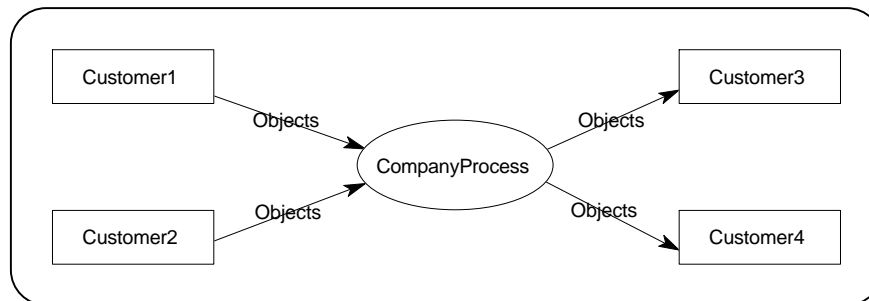 Customer1
Customer3
Objects
Objects
CompanyProcess
Objects
Objects
Customer2
Customer4